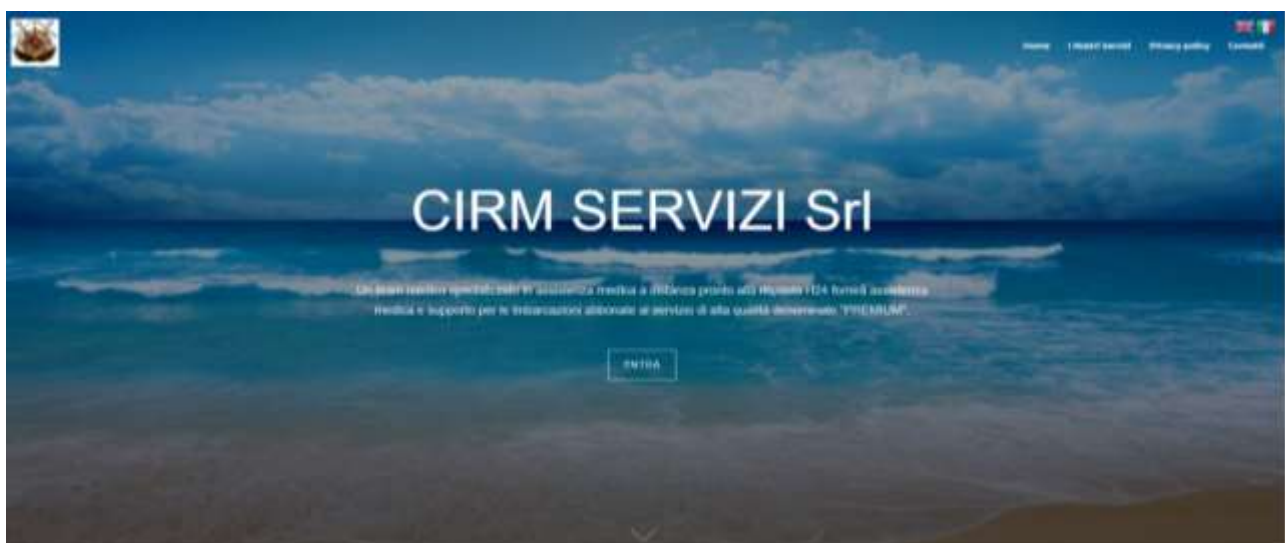 Home I Nostri Servizi Privacy policy Contatti
CIRM SERVIZI Srl
Un team medico specializzato in assistenza medica a distanza pronto alla risposta H24 fornirà assistenza
medica e supporto per le imbarcazioni abbonate al servizio di alta qualità denominato "PREMIUM".
ENTRA